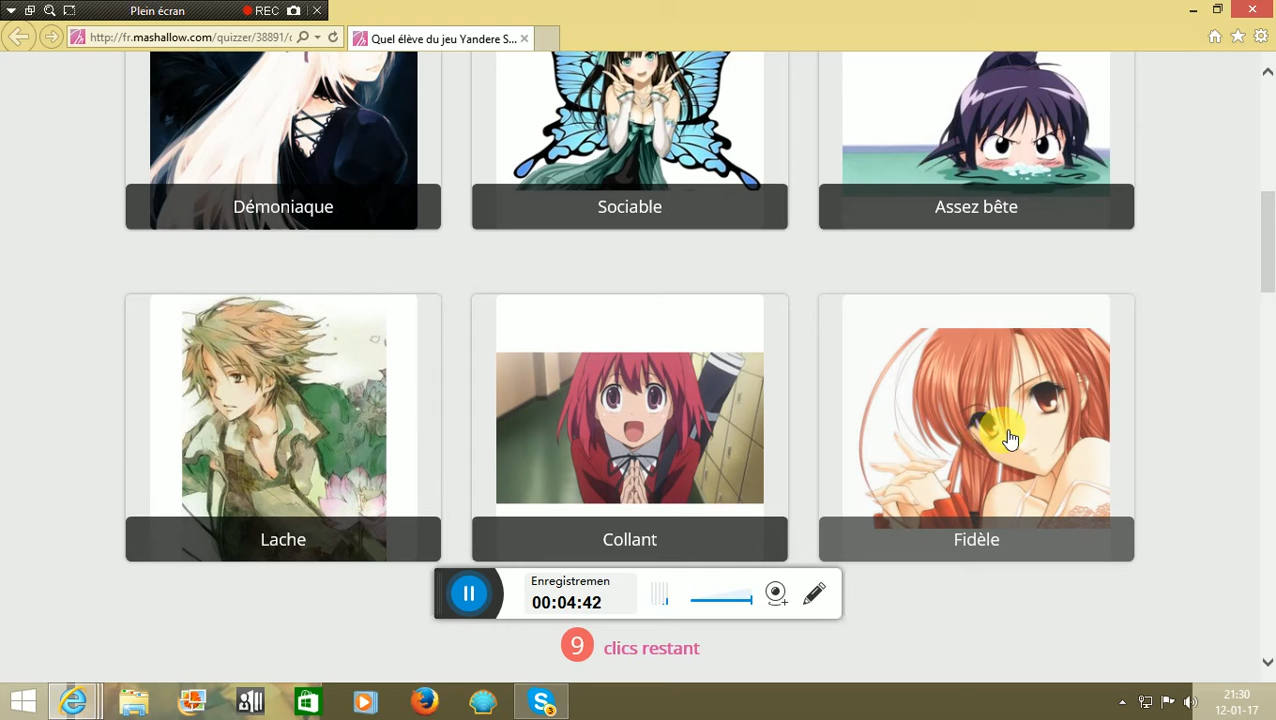 Plein écran
REC
http://fr.mashallow.com/quizzer/38891/
Quel élève du jeu Yandere S...
Démoniaque
Sociable
Assez bête
Lache
Collant
Fidèle
Enregistremen
00:04:42
9 clics restant
3
21:30
12-01-17